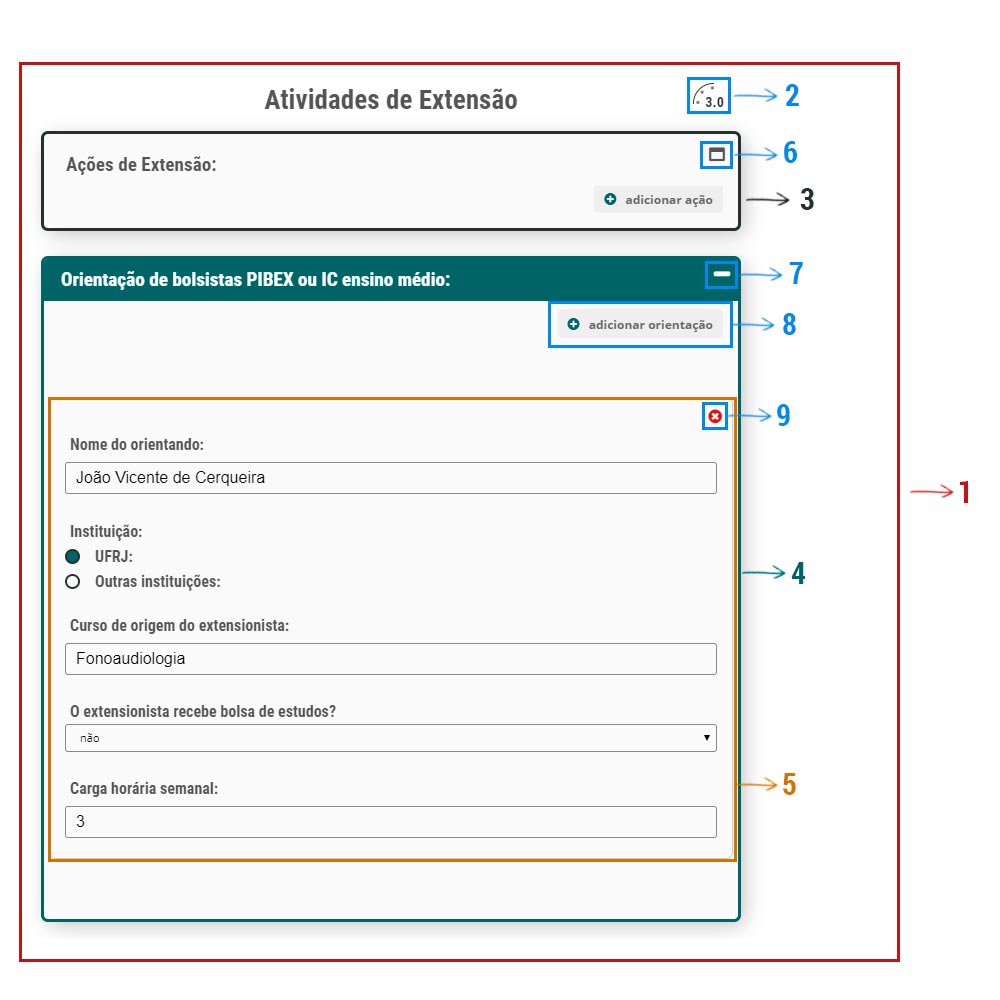 Atividades de Extensão
3.0
2
Ações de Extensão:
6
adicionar ação
3
Orientação de bolsistas PIBEX ou IC ensino médio:
7
adicionar orientação
8
9
Nome do orientando:
João Vicente de Cerqueira
1
Instituição:
UFRJ:
Outras instituições:
4
Curso de origem do extensionista:
Fonoaudiologia
O extensionista recebe bolsa de estudos?
não
Carga horária semanal:
5
3